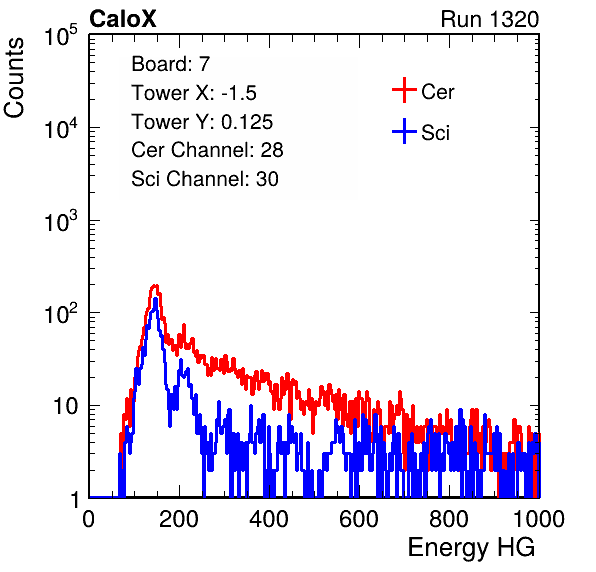 CaloX Run 1320
Counts
10^5
10^4
10^3
10^2
10
1
Board: 7
Tower X: -1.5
Tower Y: 0.125
Cer Channel: 28
Sci Channel: 30
Cer
Sci
0 200 400 600 800 1000
Energy HG